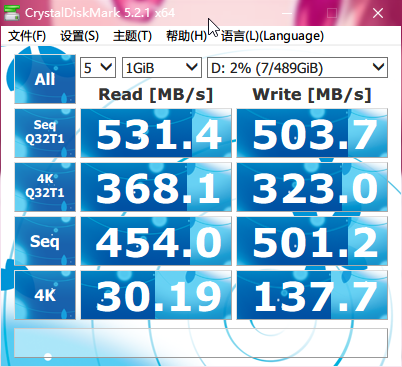 CrystalDiskMark 5.2.1 x64
文件(F) 设置(S) 主题(T) 帮助(H) 语言(L)(Language)
All 5 1GiB D: 2% (7/489GiB)
Read [MB/s] Write [MB/s]
Seq
Q32T1 531.4 503.7
4K
Q32T1 368.1 323.0
Seq 454.0 501.2
4K 30.19 137.7